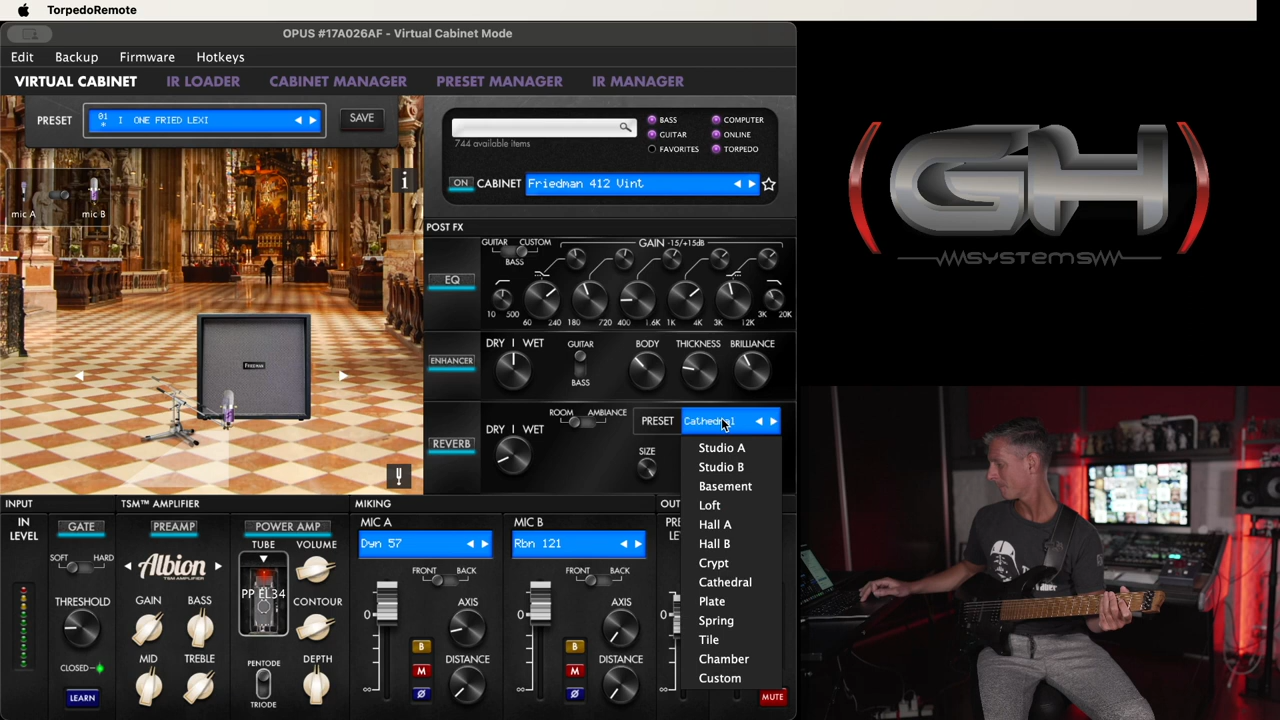 TorpedoRemote
OPUS #17A026AF - Virtual Cabinet Mode
Edit Backup Firmware Hotkeys
VIRTUAL CABINET IR LOADER CABINET MANAGER PRESET MANAGER IR MANAGER
PRESET 01 * I ONE FRIED LEXI SAVE
mic A mic B
i
FRIEDMAN
744 available items
BASS COMPUTER
GUITAR ONLINE
FAVORITES TORPEDO
ON CABINET Friedman 412 Vint
POST FX
EQ
GUITAR CUSTOM
BASS
GAIN -15/+15dB
10 500 60 240 180 720 400 1.6K 1K 4K 3K 12K 3K 20K
ENHANCER
DRY | WET
GUITAR
BASS
BODY THICKNESS BRILLIANCE
REVERB
DRY | WET
ROOM AMBIANCE
PRESET Cathedral
SIZE
Studio A
Studio B
Basement
Loft
Hall A
Hall B
Crypt
Cathedral
Plate
Spring
Tile
Chamber
Custom
INPUT
IN
LEVEL
GATE
SOFT HARD
THRESHOLD
CLOSED
LEARN
TSM™ AMPLIFIER
PREAMP
Albion
TSM AMPLIFIER
GAIN BASS
MID TREBLE
POWER AMP
TUBE
PP EL34
PENTODE
TRIODE
VOLUME
CONTOUR
DEPTH
MIKING
MIC A
Dyn 57
FRONT BACK
0
∞
AXIS
DISTANCE
B
M
Ø
MIC B
Rbn 121
FRONT BACK
0
∞
AXIS
DISTANCE
B
M
Ø
MUTE
GH
SYSTEMS